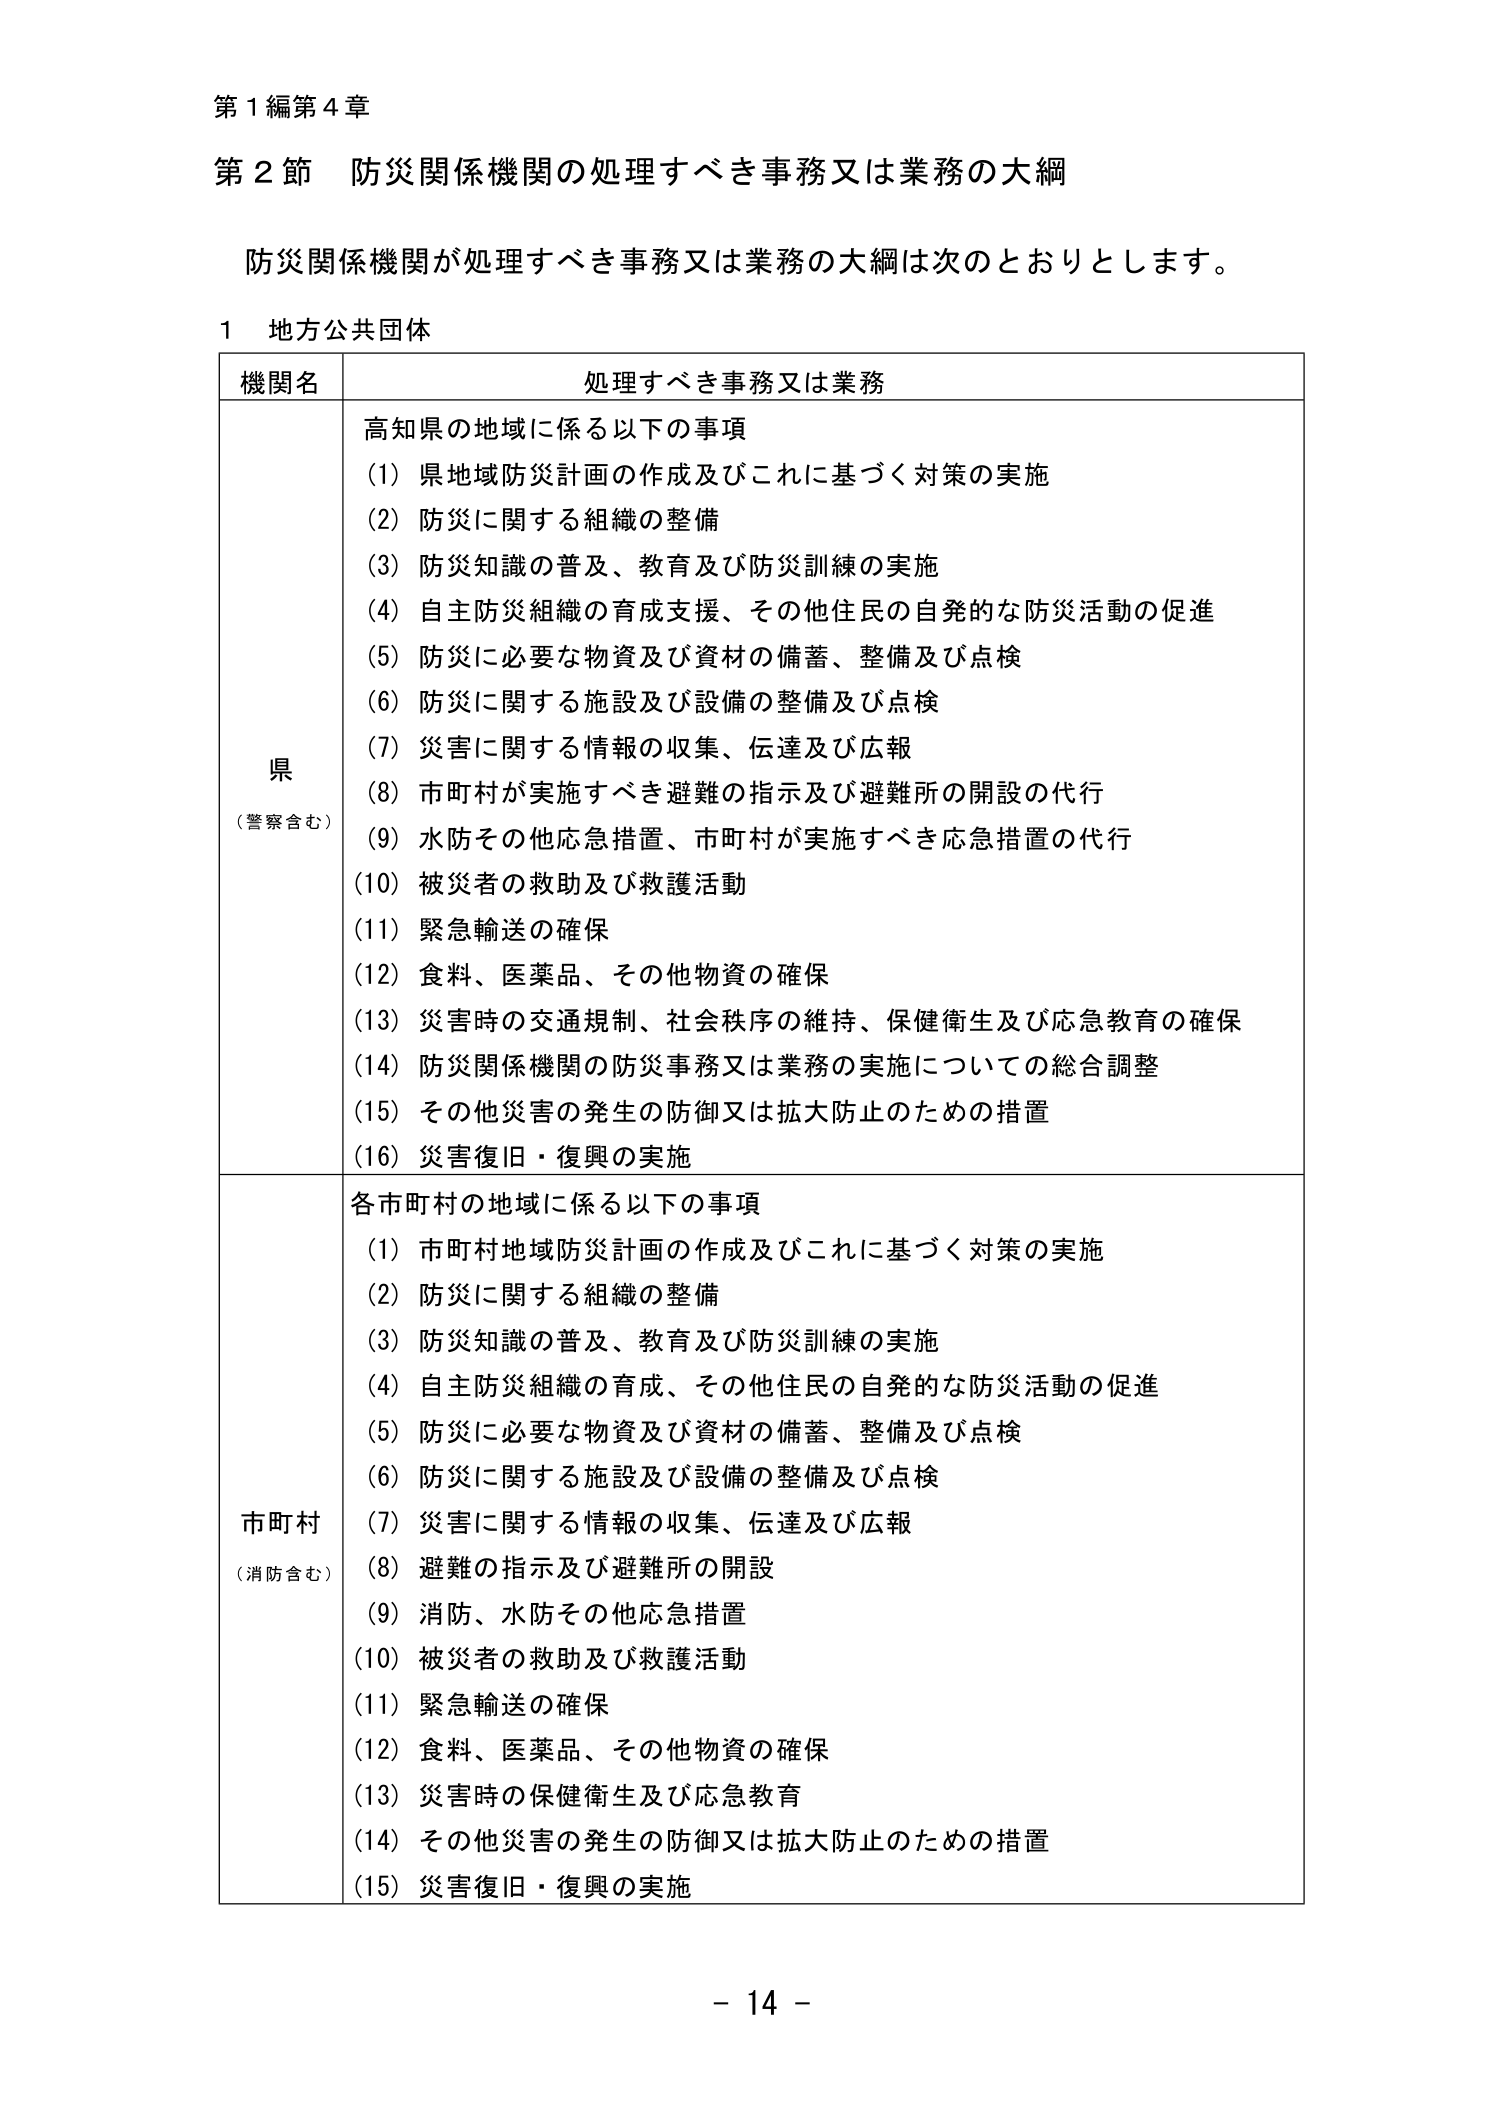 第1編第4章
第2節　防災関係機関の処理すべき事務又は業務の大綱
防災関係機関が処理すべき事務又は業務の大綱は次のとおりとします。
1　地方公共団体
機関名　処理すべき事務又は業務
県
（警察含む）
高知県の地域に係る以下の事項
(1) 県地域防災計画の作成及びこれに基づく対策の実施
(2) 防災に関する組織の整備
(3) 防災知識の普及、教育及び防災訓練の実施
(4) 自主防災組織の育成支援、その他住民の自発的な防災活動の促進
(5) 防災に必要な物資及び資材の備蓄、整備及び点検
(6) 防災に関する施設及び設備の整備及び点検
(7) 災害に関する情報の収集、伝達及び広報
(8) 市町村が実施すべき避難の指示及び避難所の開設の代行
(9) 水防その他応急措置、市町村が実施すべき応急措置の代行
(10) 被災者の救助及び救護活動
(11) 緊急輸送の確保
(12) 食料、医薬品、その他物資の確保
(13) 災害時の交通規制、社会秩序の維持、保健衛生及び応急教育の確保
(14) 防災関係機関の防災事務又は業務の実施についての総合調整
(15) その他災害の発生の防御又は拡大防止のための措置
(16) 災害復旧・復興の実施
市町村
（消防含む）
各市町村の地域に係る以下の事項
(1) 市町村地域防災計画の作成及びこれに基づく対策の実施
(2) 防災に関する組織の整備
(3) 防災知識の普及、教育及び防災訓練の実施
(4) 自主防災組織の育成、その他住民の自発的な防災活動の促進
(5) 防災に必要な物資及び資材の備蓄、整備及び点検
(6) 防災に関する施設及び設備の整備及び点検
(7) 災害に関する情報の収集、伝達及び広報
(8) 避難の指示及び避難所の開設
(9) 消防、水防その他応急措置
(10) 被災者の救助及び救護活動
(11) 緊急輸送の確保
(12) 食料、医薬品、その他物資の確保
(13) 災害時の保健衛生及び応急教育
(14) その他災害の発生の防御又は拡大防止のための措置
(15) 災害復旧・復興の実施
－ 14 －